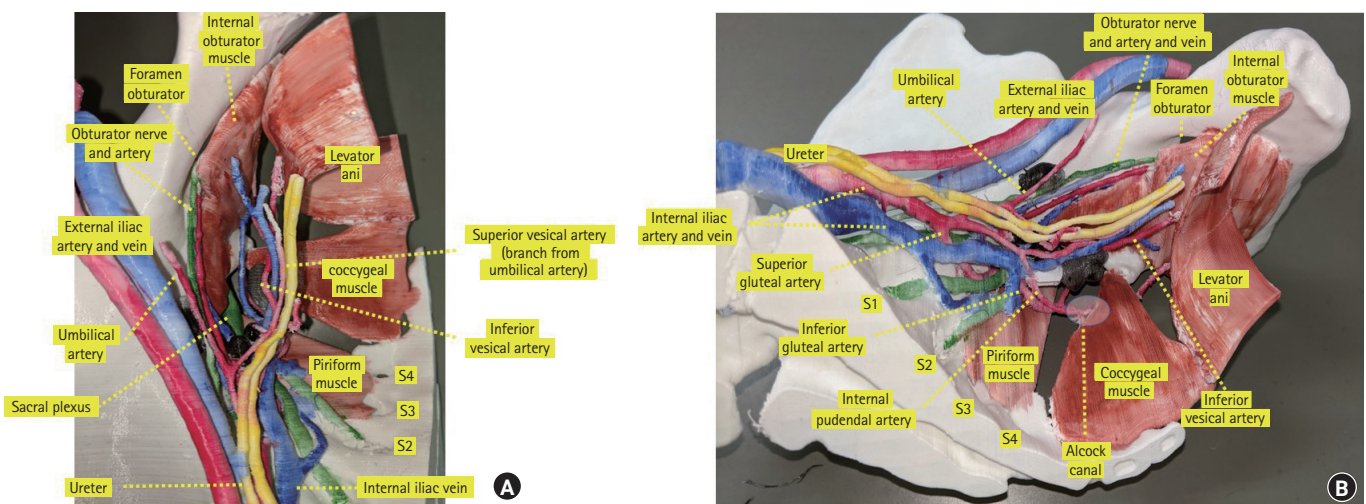 Internal
obturator
muscle
Foramen
obturator
Obturator nerve
and artery
Levator
ani
External iliac
artery and vein
Superior vesical artery
(branch from
umbilical artery)
coccygeal
muscle
Umbilical
artery
Inferior
vesical artery
Piriform
muscle
S4
Sacral plexus
S3
S2
Ureter
Internal iliac vein
A
Obturator nerve
and artery and vein
Umbilical
artery
External iliac
artery and vein
Foramen
obturator
Internal
obturator
muscle
Ureter
Internal iliac
artery and vein
Superior
gluteal artery
Levator
ani
S1
Inferior
gluteal artery
S2
Piriform
muscle
Coccygeal
muscle
Internal
pudendal artery
S3
Inferior
vesical artery
S4
Alcock
canal
B